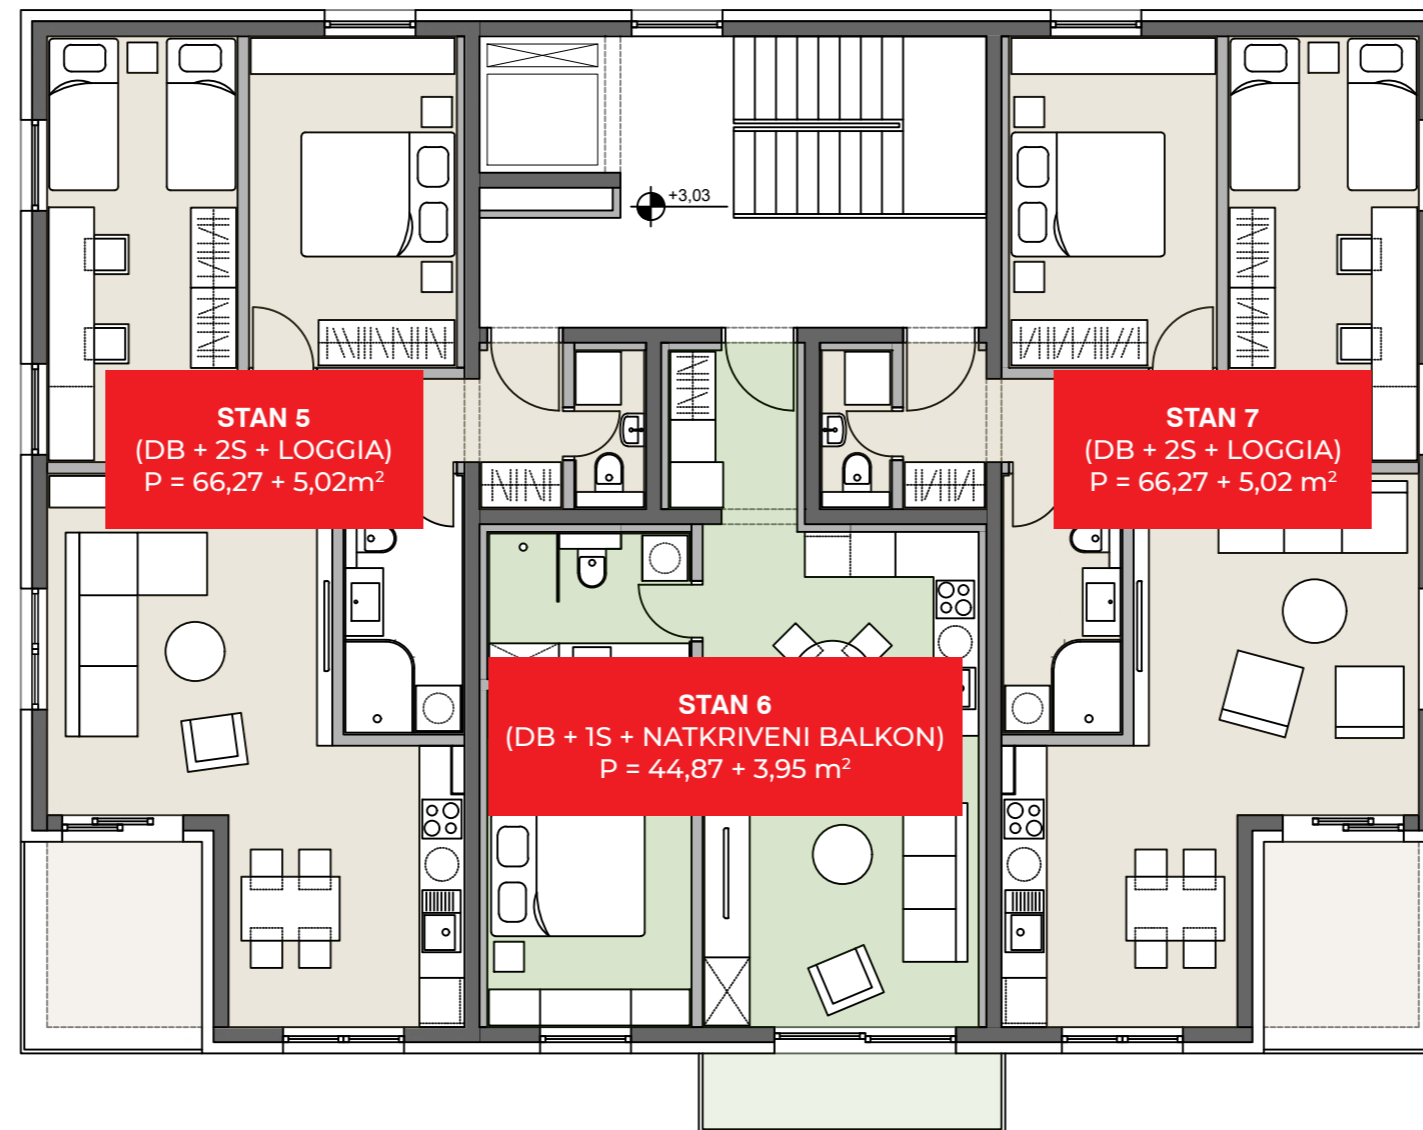 +3,03
STAN 5
(DB + 2S + LOGGIA)
P = 66,27 + 5,02m²
STAN 7
(DB + 2S + LOGGIA)
P = 66,27 + 5,02 m²
STAN 6
(DB + 1S + NATKRIVENI BALKON)
P = 44,87 + 3,95 m²